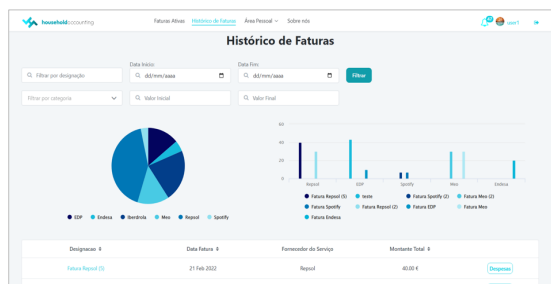 householdaccounting
Faturas Ativas Histórico de Faturas Área Pessoal Sobre nós
user1
Histórico de Faturas
Data Início: Data Fim:
Filtrar por designação dd/mm/aaaa dd/mm/aaaa Filtrar
Filtrar por categoria Valor Inicial Valor Final
60
40
20
0
Repsol EDP Spotify Meo Endesa
Fatura Repsol (5) teste Fatura Spotify (2) Fatura Meo (2)
Fatura Spotify Fatura Repsol (2) Fatura EDP Fatura Meo
Fatura Endesa
EDP Endesa Iberdrola Meo Repsol Spotify
Designacao Data Fatura Fornecedor do Serviço Montante Total
Fatura Repsol (5) 21 Feb 2022 Repsol 40.00 € Despesas